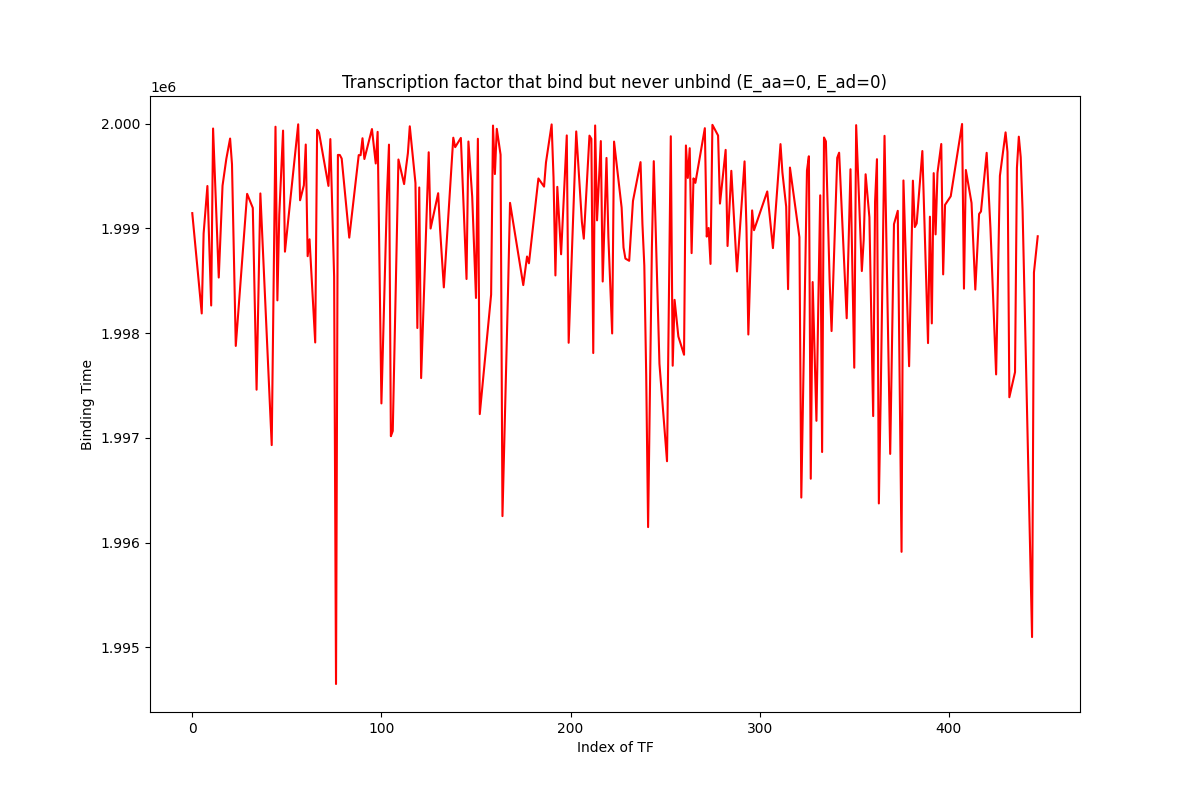 Transcription factor that bind but never unbind (E_aa=0, E_ad=0)
1e6
2.000
1.999
1.998
1.997
1.996
1.995
Binding Time
0 100 200 300 400
Index of TF